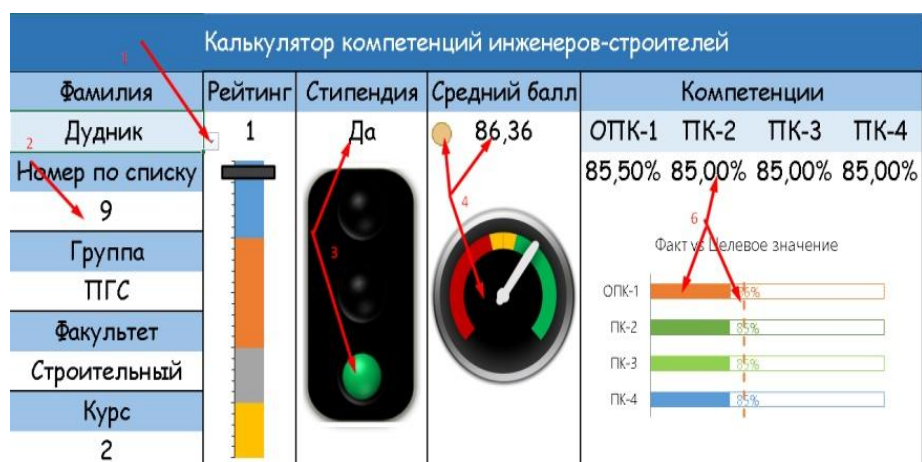 Калькулятор компетенций инженеров-строителей
1
Фамилия Рейтинг Стипендия Средний балл Компетенции
Дудник 1 Да 86,36 ОПК-1 ПК-2 ПК-3 ПК-4
2
Номер по списку 85,50% 85,00% 85,00% 85,00%
9
4
6
Группа
3
Факт vs Целевое значение
ПГС
ОПК-1
Факультет
ПК-2 85%
Строительный
ПК-3 85%
Курс
ПК-4 85%
2